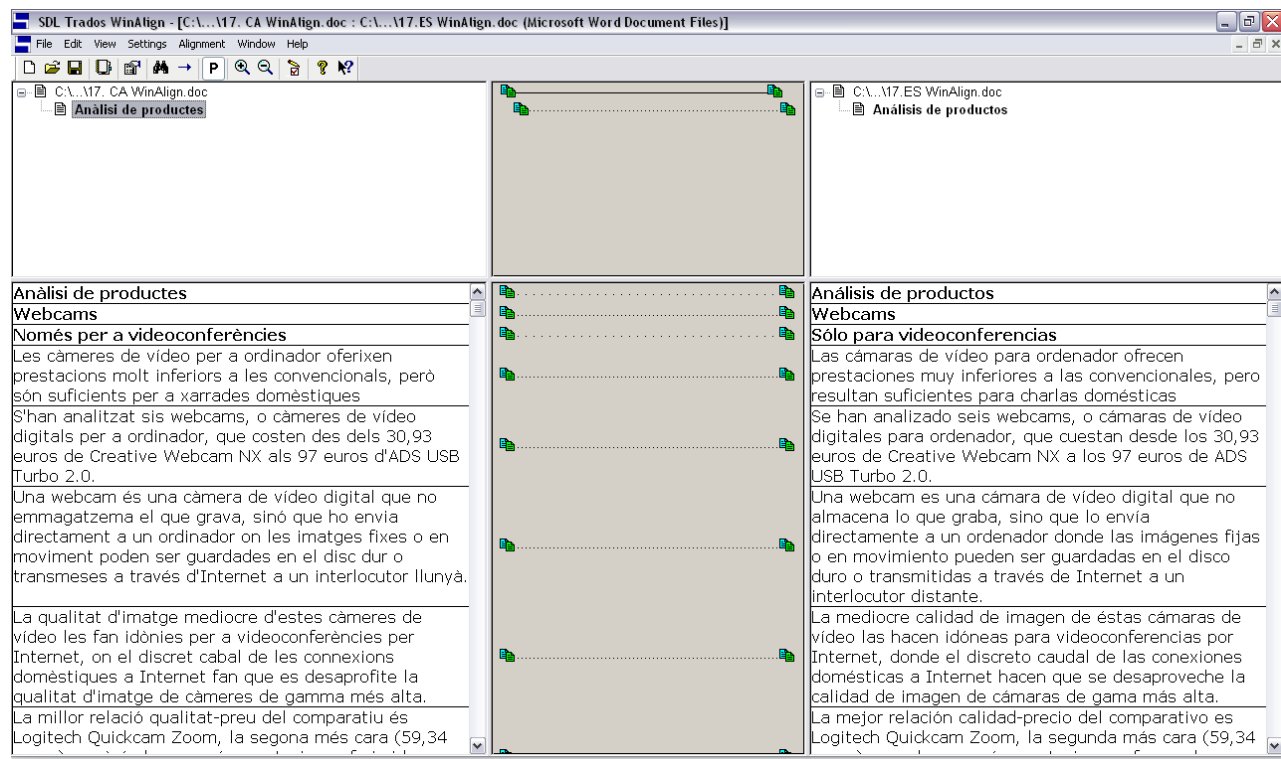 SDL Trados WinAlign - [C:\...\17. CA WinAlign.doc : C:\...\17.ES WinAlign.doc (Microsoft Word Document Files)]
File Edit View Settings Alignment Window Help
P
C:\...\17. CA WinAlign.doc
Anàlisi de productes
C:\...\17.ES WinAlign.doc
Análisis de productos
Anàlisi de productes
Webcams
Només per a videoconferències
Les càmeres de vídeo per a ordinador oferixen
prestacions molt inferiors a les convencionals, però
són suficients per a xarrades domèstiques
S'han analitzat sis webcams, o càmeres de vídeo
digitals per a ordinador, que costen des dels 30,93
euros de Creative Webcam NX als 97 euros d'ADS USB
Turbo 2.0.
Una webcam és una càmera de vídeo digital que no
emmagatzema el que grava, sinó que ho envia
directament a un ordinador on les imatges fixes o en
moviment poden ser guardades en el disc dur o
transmeses a través d'Internet a un interlocutor llunyà.
La qualitat d'imatge mediocre d'estes càmeres de
vídeo les fan idònies per a videoconferències per
Internet, on el discret cabal de les connexions
domèstiques a Internet fan que es desaprofite la
qualitat d'imatge de càmeres de gamma més alta.
La millor relació qualitat-preu del comparatiu és
Logitech Quickcam Zoom, la segona més cara (59,34
Análisis de productos
Webcams
Sólo para videoconferencias
Las cámaras de vídeo para ordenador ofrecen
prestaciones muy inferiores a las convencionales, pero
resultan suficientes para charlas domésticas
Se han analizado seis webcams, o cámaras de vídeo
digitales para ordenador, que cuestan desde los 30,93
euros de Creative Webcam NX a los 97 euros de ADS
USB Turbo 2.0.
Una webcam es una cámara de vídeo digital que no
almacena lo que graba, sino que lo envía
directamente a un ordenador donde las imágenes fijas
o en movimiento pueden ser guardadas en el disco
duro o transmitidas a través de Internet a un
interlocutor distante.
La mediocre calidad de imagen de éstas cámaras de
vídeo las hacen idóneas para videoconferencias por
Internet, donde el discreto caudal de las conexiones
domésticas a Internet hacen que se desaproveche la
calidad de imagen de cámaras de gama más alta.
La mejor relación calidad-precio del comparativo es
Logitech Quickcam Zoom, la segunda más cara (59,34